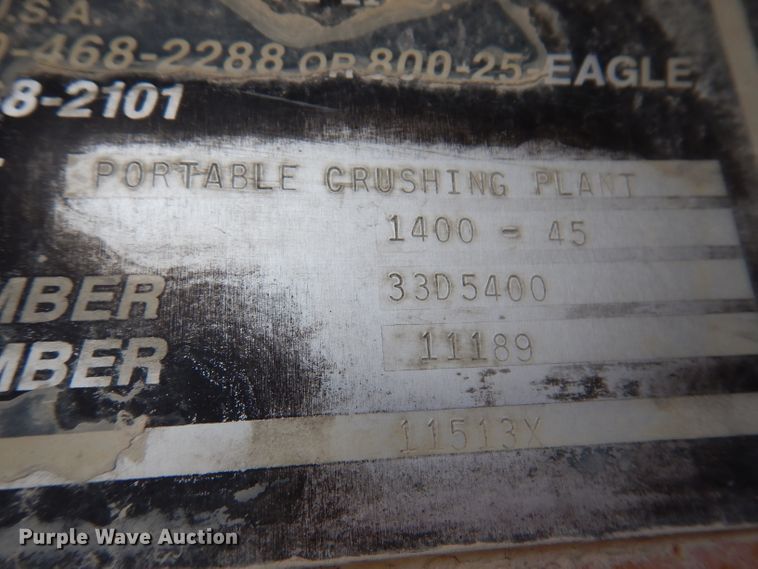 .S.A.
0-468-2288 OR 800-25-EAGLE
8-2101
PORTABLE CRUSHING PLANT
1400 - 45
MBER 33D5400
MBER 11189
11513X
Purple Wave Auction